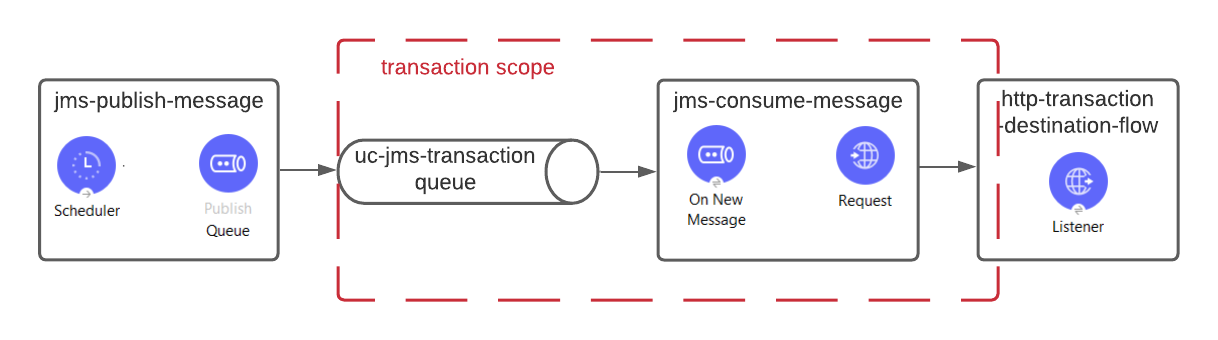 transaction scope
jms-publish-message
Scheduler
Publish
Queue
uc-jms-transaction
queue
jms-consume-message
On New
Message
Request
http-transaction
-destination-flow
Listener